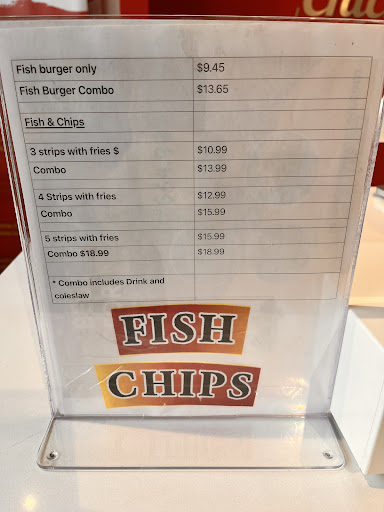 Fish burger only $9.45
Fish Burger Combo $13.65
Fish & Chips
3 strips with fries $ $10.99
Combo $13.99
4 Strips with fries $12.99
Combo $15.99
5 strips with fries $15.99
Combo $18.99 $18.99
* Combo includes Drink and
coleslaw
FISH
CHIPS